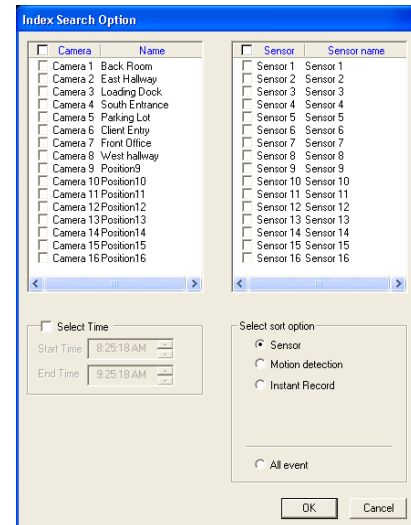 Index Search Option
Camera Name
Camera 1 Back Room
Camera 2 East Hallway
Camera 3 Loading Dock
Camera 4 South Entrance
Camera 5 Parking Lot
Camera 6 Client Entry
Camera 7 Front Office
Camera 8 West hallway
Camera 9 Position9
Camera 10 Position10
Camera 11 Position11
Camera 12 Position12
Camera 13 Position13
Camera 14 Position14
Camera 15 Position15
Camera 16 Position16
Sensor Sensor name
Sensor 1 Sensor 1
Sensor 2 Sensor 2
Sensor 3 Sensor 3
Sensor 4 Sensor 4
Sensor 5 Sensor 5
Sensor 6 Sensor 6
Sensor 7 Sensor 7
Sensor 8 Sensor 8
Sensor 9 Sensor 9
Sensor 10 Sensor 10
Sensor 11 Sensor 11
Sensor 12 Sensor 12
Sensor 13 Sensor 13
Sensor 14 Sensor 14
Sensor 15 Sensor 15
Sensor 16 Sensor 16
Select Time
Start Time 8:25:18 AM
End Time 9:25:18 AM
Select sort option
Sensor
Motion detection
Instant Record
All event
OK Cancel